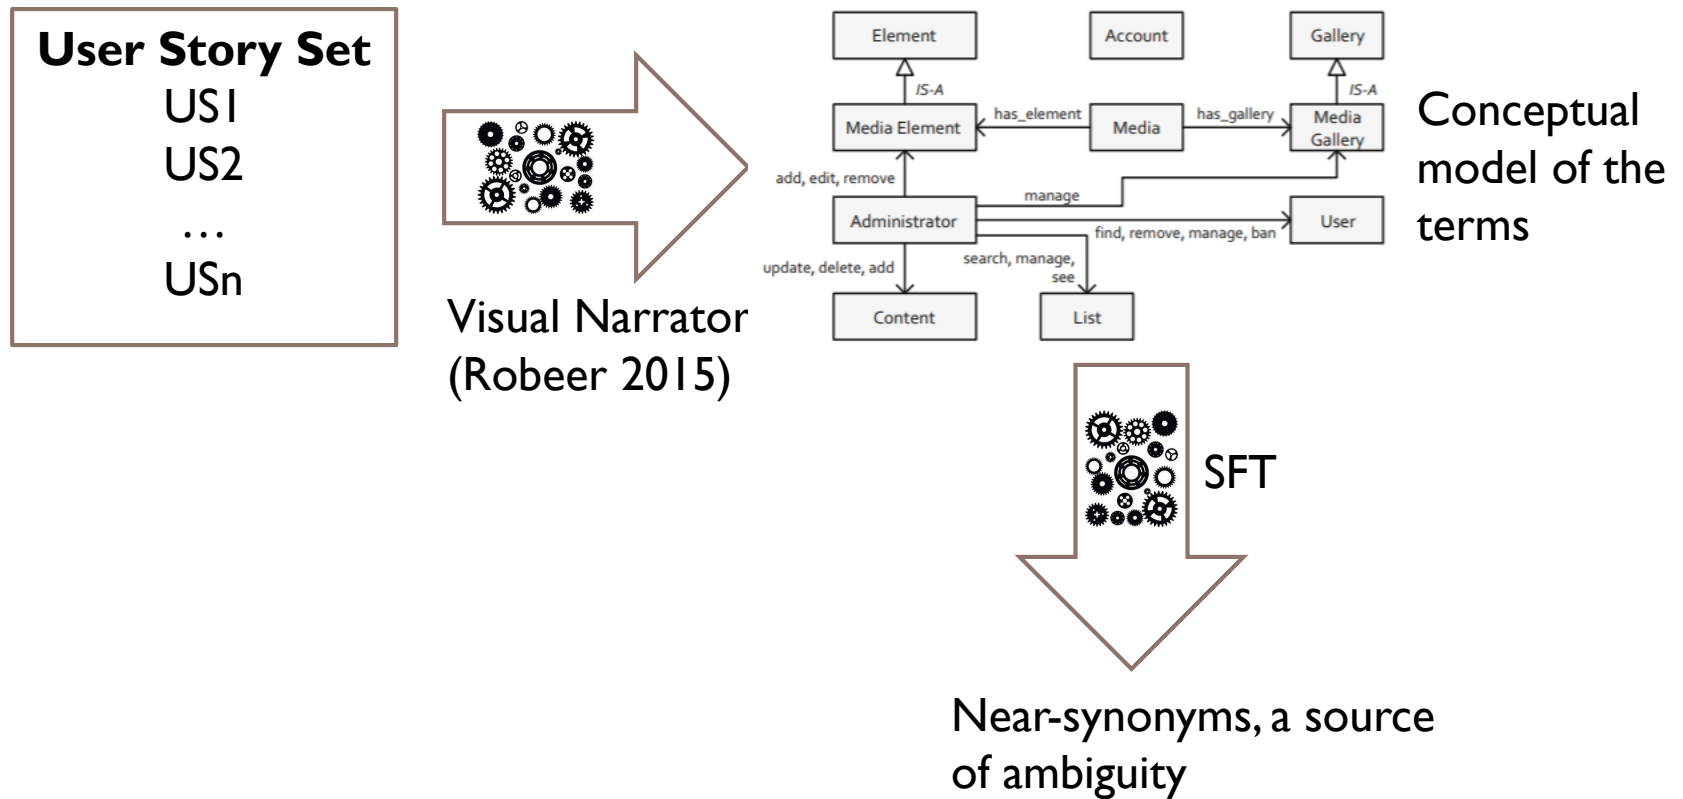 User Story Set
US1
US2
…
USn
Visual Narrator
(Robeer 2015)
Element
Account
Gallery
IS-A
IS-A
Media Element
has_element
Media
has_gallery
Media
Gallery
add, edit, remove
manage
Administrator
User
find, remove, manage, ban
update, delete, add
search, manage,
see
Content
List
Conceptual
model of the
terms
SFT
Near-synonyms, a source
of ambiguity